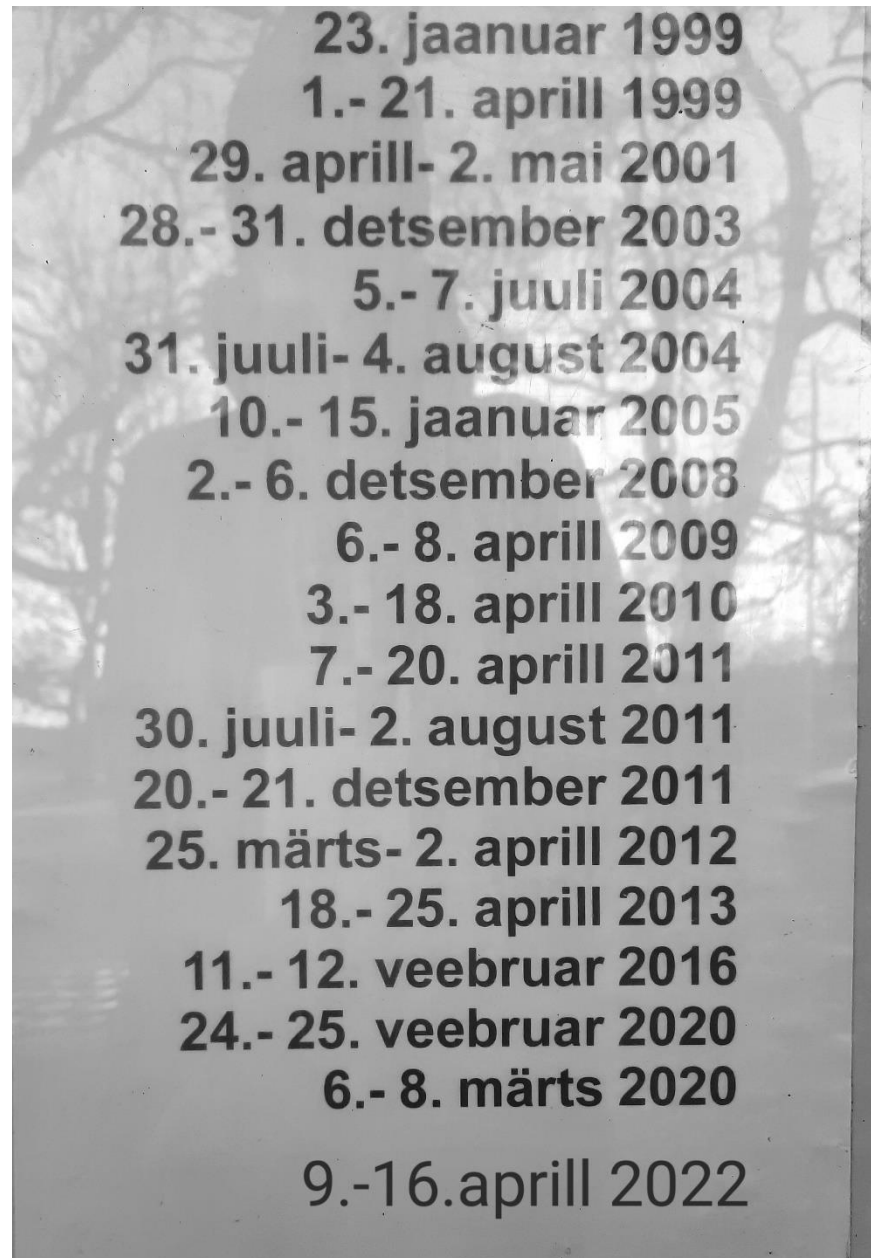 23. jaanuar 1999
1.- 21. aprill 1999
29. aprill- 2. mai 2001
28.- 31. detsember 2003
5.- 7. juuli 2004
31. juuli- 4. august 2004
10.- 15. jaanuar 2005
2.- 6. detsember 2008
6.- 8. aprill 2009
3.- 18. aprill 2010
7.- 20. aprill 2011
30. juuli- 2. august 2011
20.- 21. detsember 2011
25. märts- 2. aprill 2012
18.- 25. aprill 2013
11.- 12. veebruar 2016
24.- 25. veebruar 2020
6.- 8. märts 2020
9.-16.aprill 2022